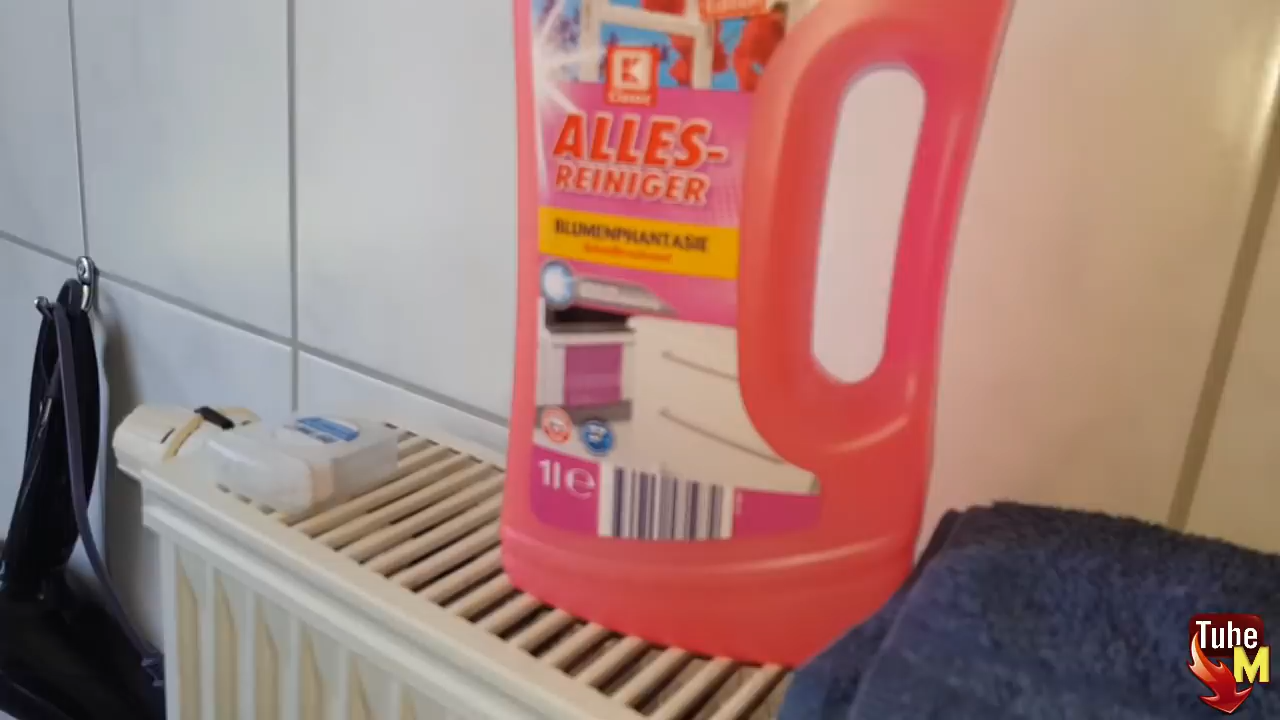 K
Classic
ALLES-
REINIGER
BLUMENPHANTASIE
1l e
Tube
M